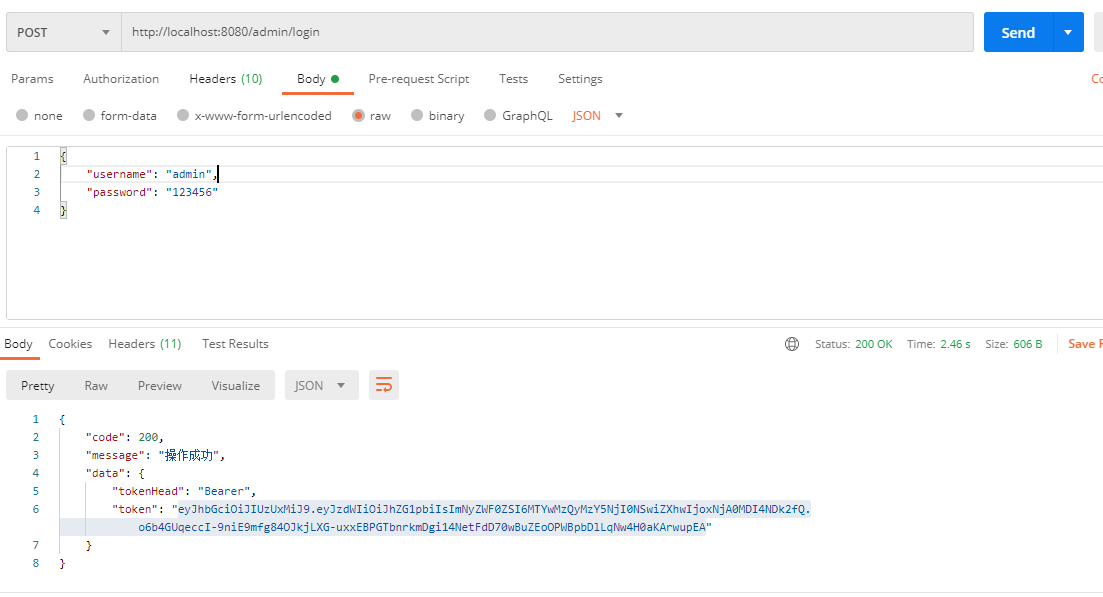 POST http://localhost:8080/admin/login Send
Params Authorization Headers (10) Body Pre-request Script Tests Settings Co
none form-data x-www-form-urlencoded raw binary GraphQL JSON
1 {
2 "username": "admin",
3 "password": "123456"
4 }
Body Cookies Headers (11) Test Results Status: 200 OK Time: 2.46 s Size: 606 B Save R
Pretty Raw Preview Visualize JSON
1 {
2 "code": 200,
3 "message": "操作成功",
4 "data": {
5 "tokenHead": "Bearer",
6 "token": "eyJhbGciOiJIUzUxMiJ9.eyJzdWIiOiJhZG1pbiIsImNyZWF0ZSI6MTYwMzQyMzY5NjI0NSwiZXhwIjoxNjA0MDI4NDk2fQ.
o6b4GUqeccI-9niE9mfg84OJkjLXG-uxxEBPGTbnrkmDgi14NetFdD70wBuZEoOPWBpbDlLqNw4H0aKArwupEA"
7 }
8 }